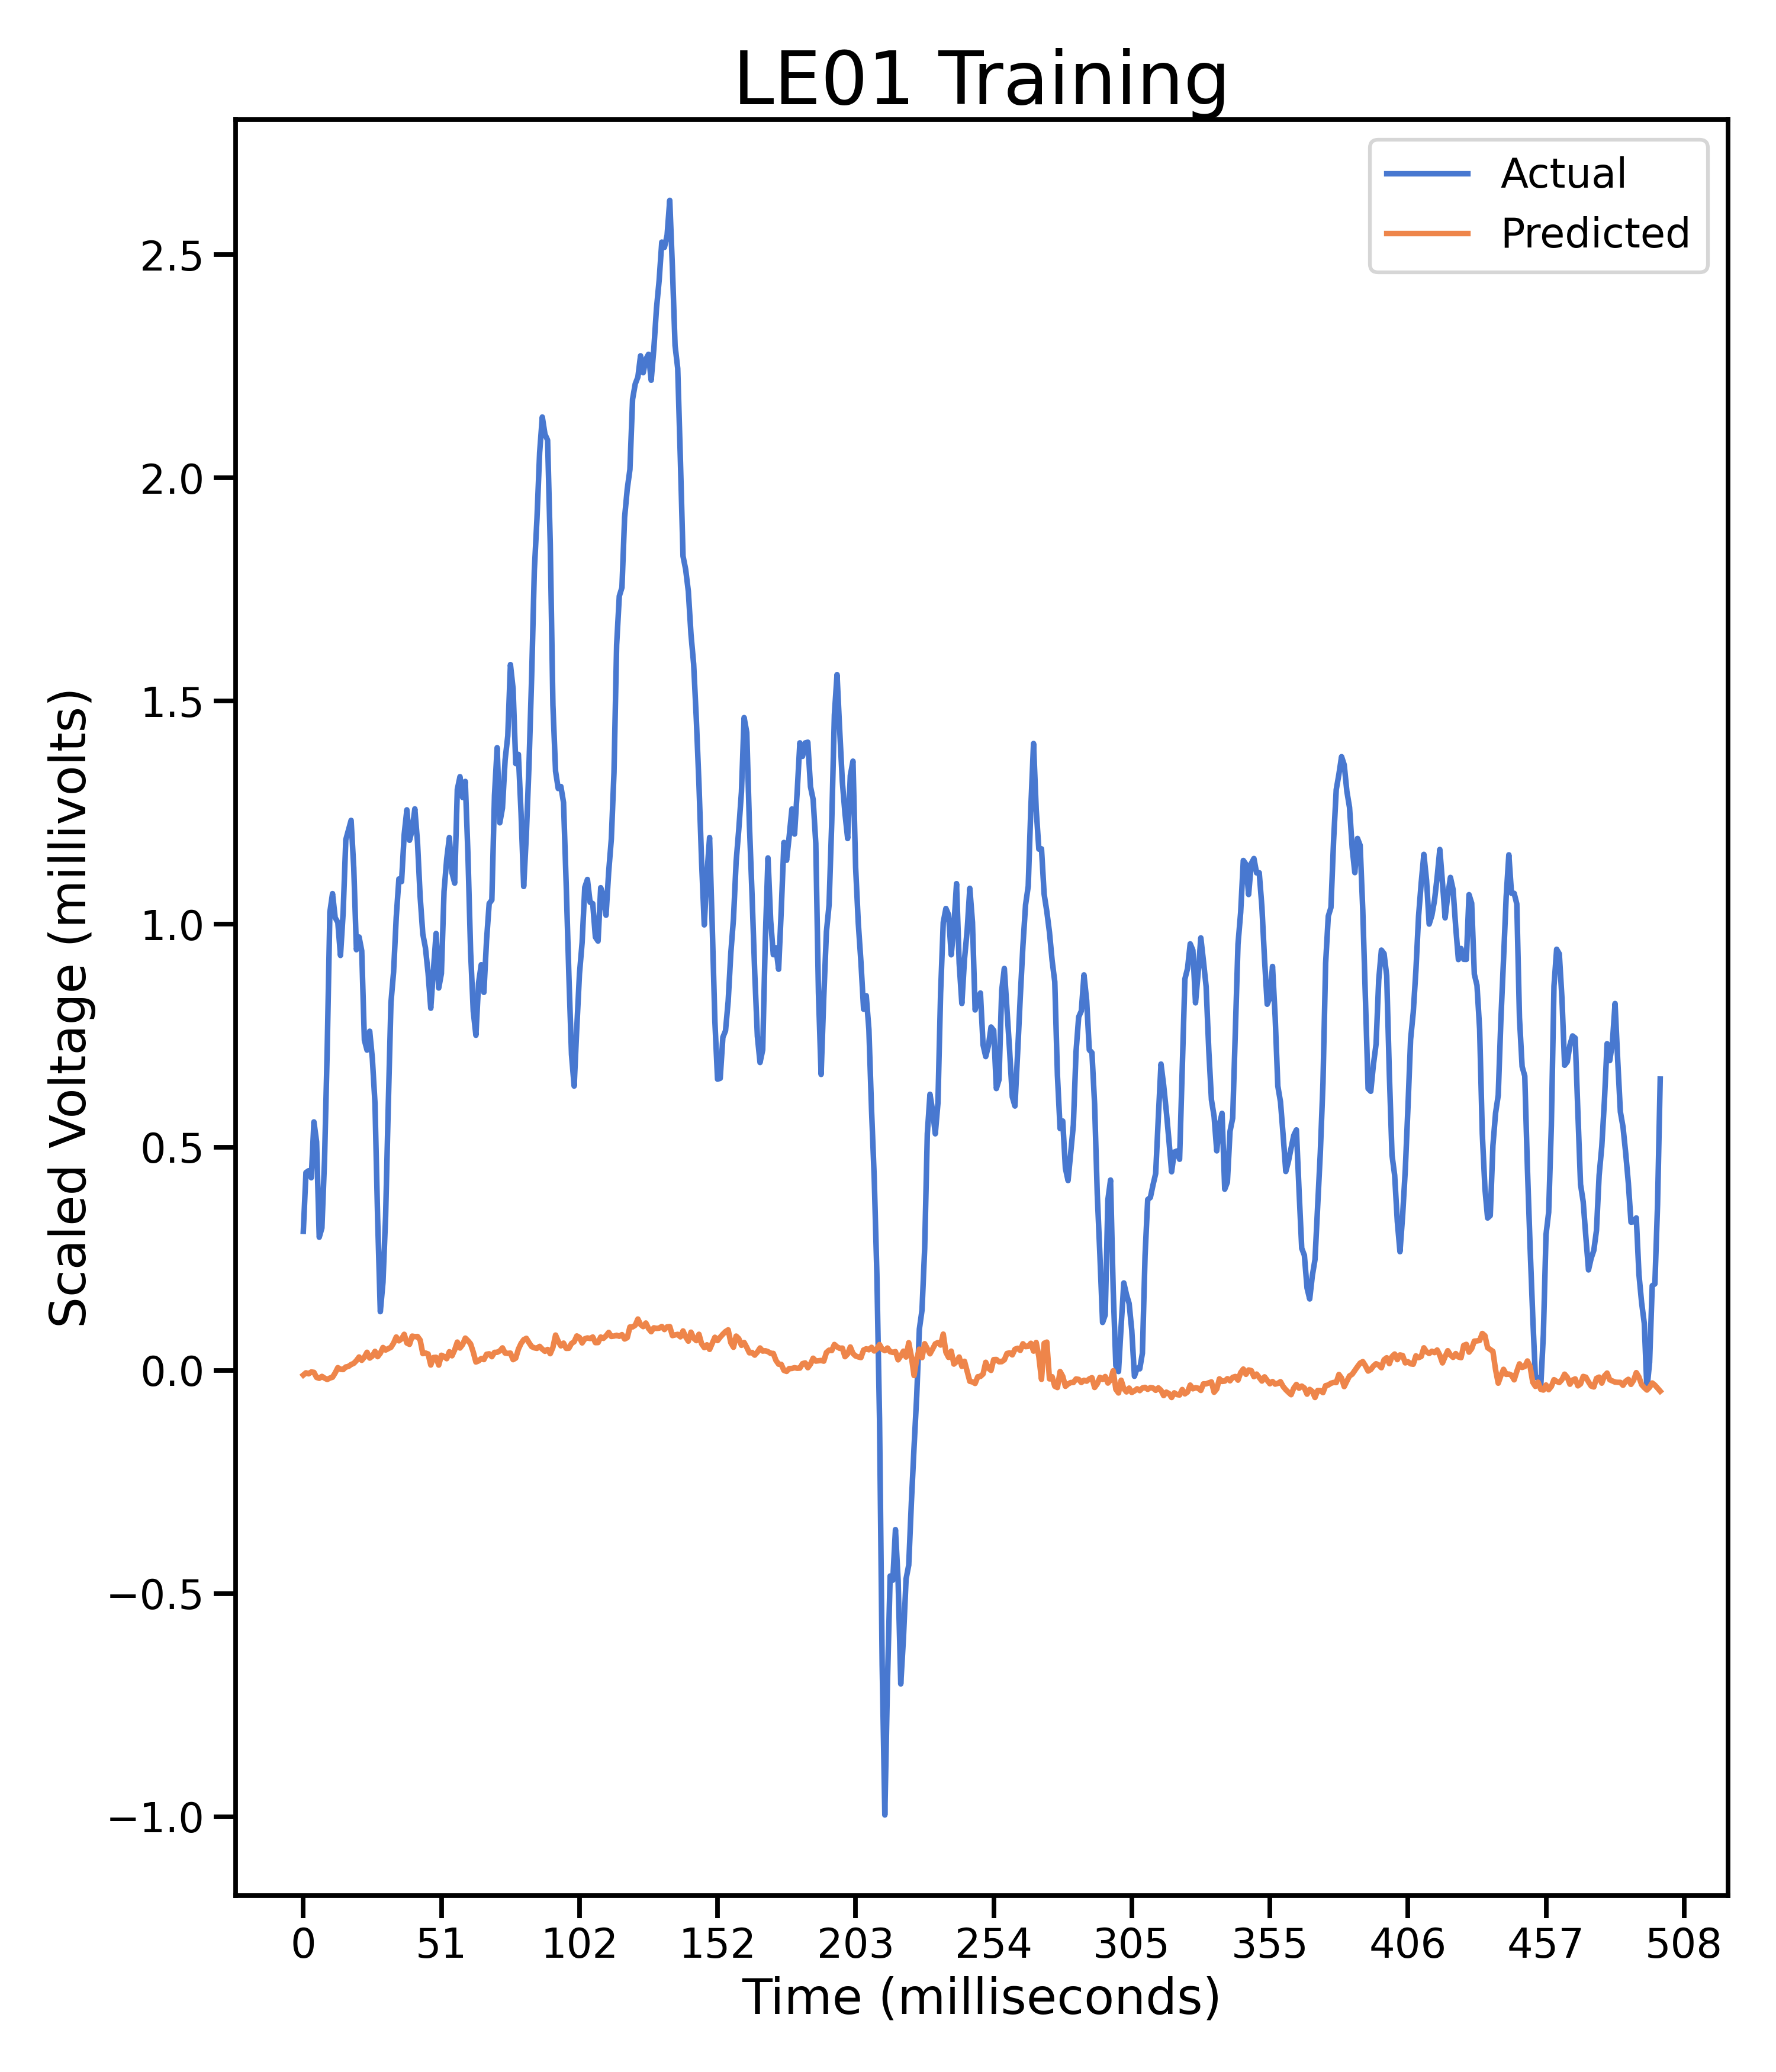 LE01 Training
Actual
Predicted
2.5
2.0
1.5
1.0
0.5
0.0
−0.5
−1.0
Scaled Voltage (millivolts)
0 51 102 152 203 254 305 355 406 457 508
Time (milliseconds)